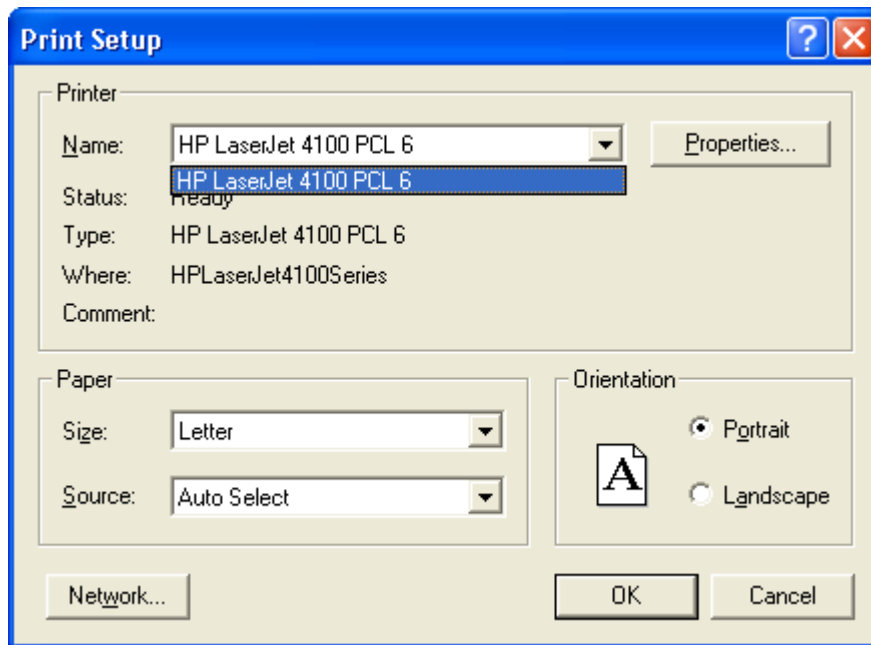 Print Setup
Printer
Name: HP LaserJet 4100 PCL 6 Properties...
HP LaserJet 4100 PCL 6
Status: Ready
Type: HP LaserJet 4100 PCL 6
Where: HPLaserJet4100Series
Comment:
Paper
Size: Letter
Source: Auto Select
Orientation
A
Portrait
Landscape
Network... OK Cancel